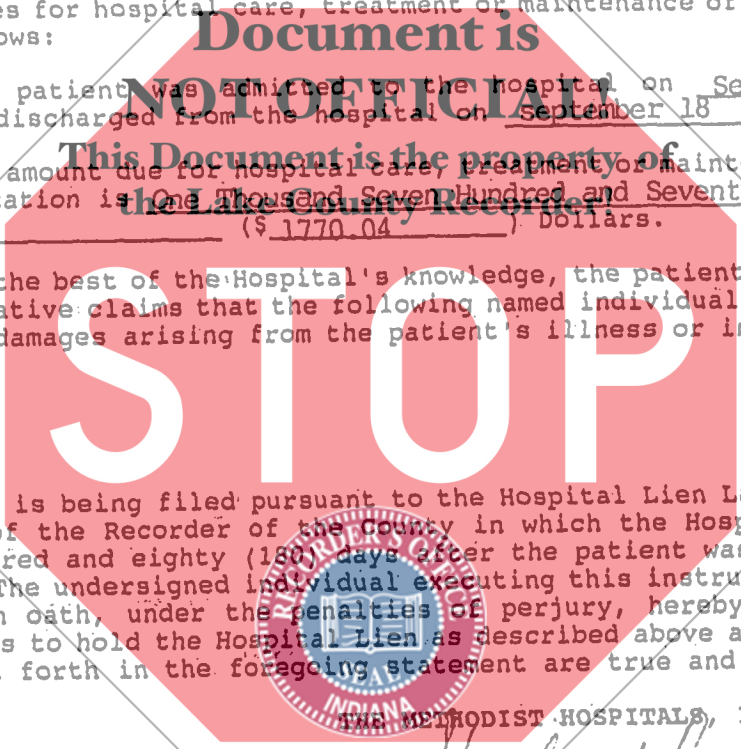 es for hospital care, treatment or maintenance or
ows:
Document is
NOT OFFICIAL!
This Document is the property of
the Lake County Recorder!
patient was admitted to the hospital on Se
discharged from the hospital on September 18
amount due for hospital care, treatment or maint
ation is One Thousand Seven Hundred and Sevent
($ 1770.04 ) Dollars.
the best of the Hospital's knowledge, the patient
ative claims that the following named individual
damages arising from the patient's illness or i
STOP
is being filed pursuant to the Hospital Lien L
of the Recorder of the County in which the Hosp
red and eighty (180) days after the patient wa
The undersigned individual executing this instru
n oath, under the penalties of perjury, hereby
s to hold the Hospital Lien as described above a
forth in the foregoing statement are true and
RECORDER'S OFFICE
SEAL
INDIANA
THE METHODIST HOSPITALS,